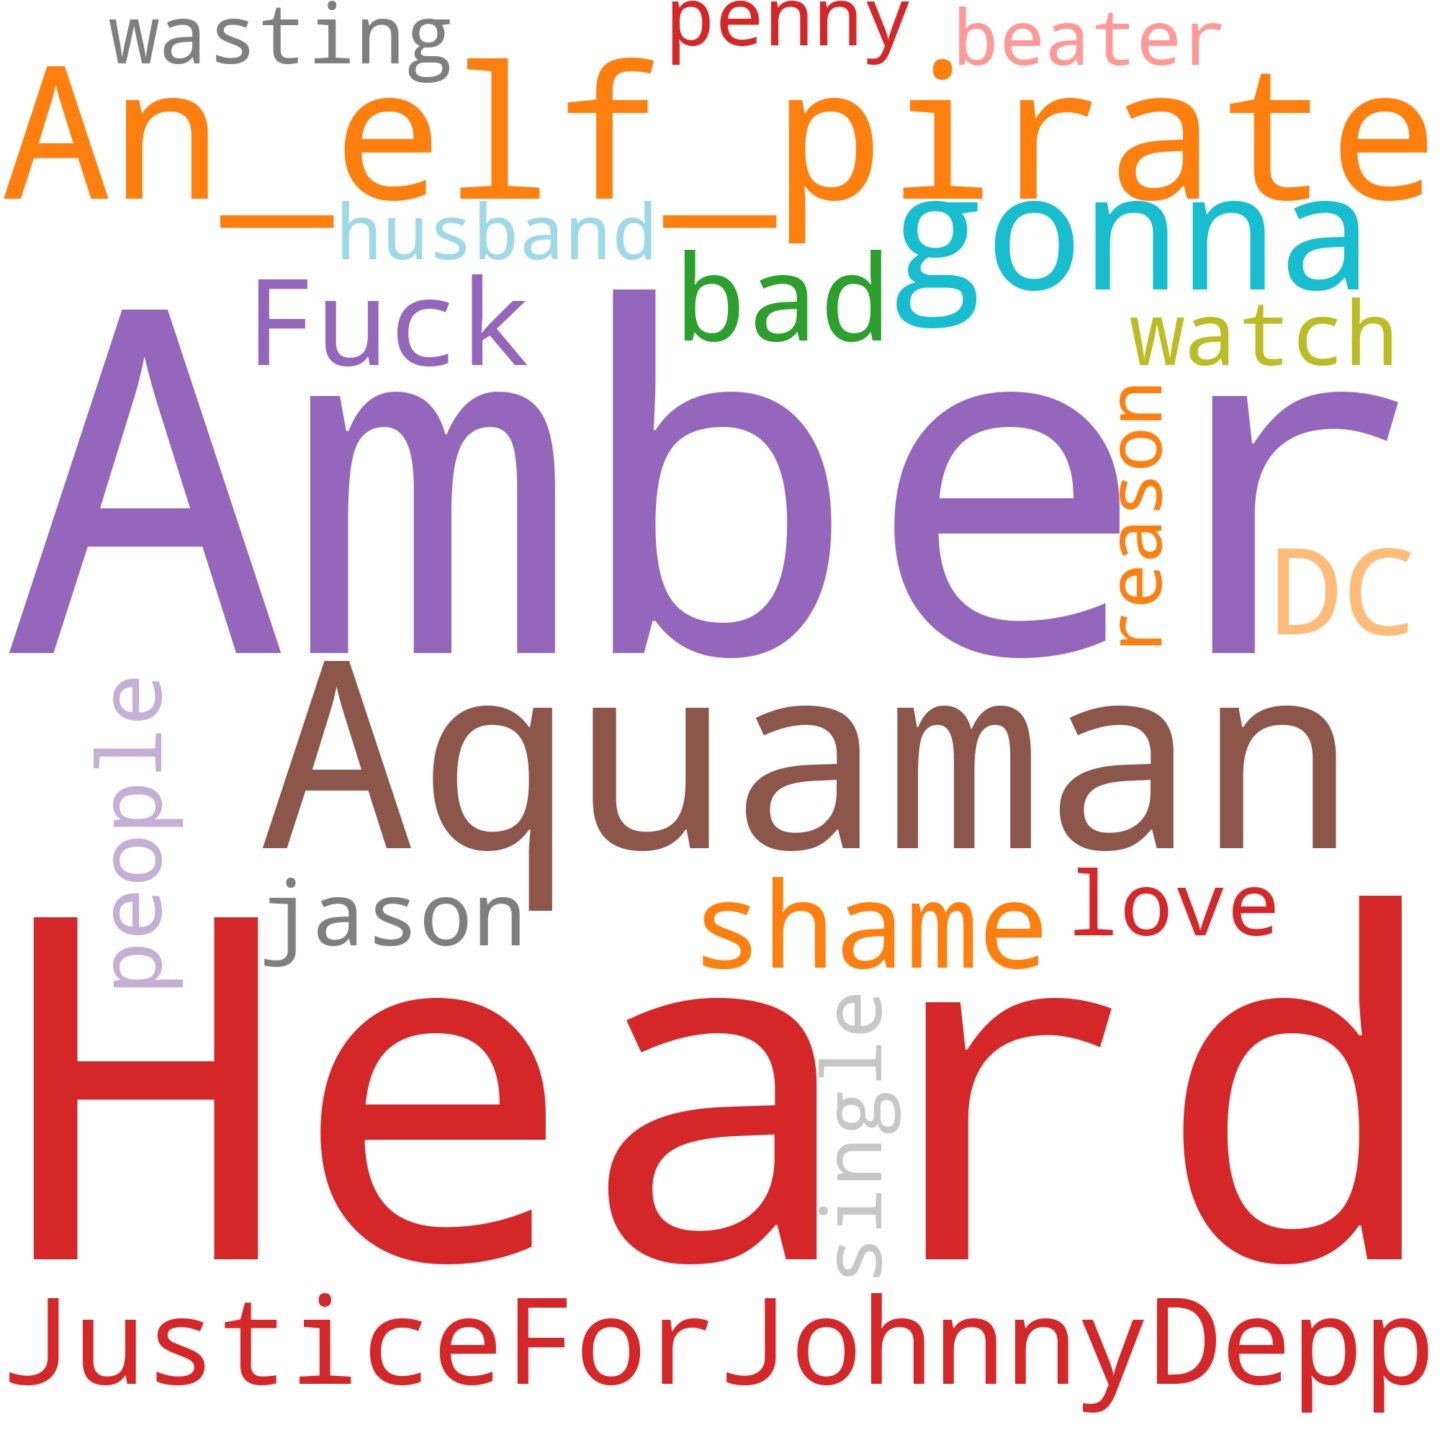 wasting
penny
beater
An_elf_pirate
husband
gonna
Fuck
bad
watch
Amber
reason
DC
people
Aquaman
jason
shame
love
Heard
single
JusticeForJohnnyDepp